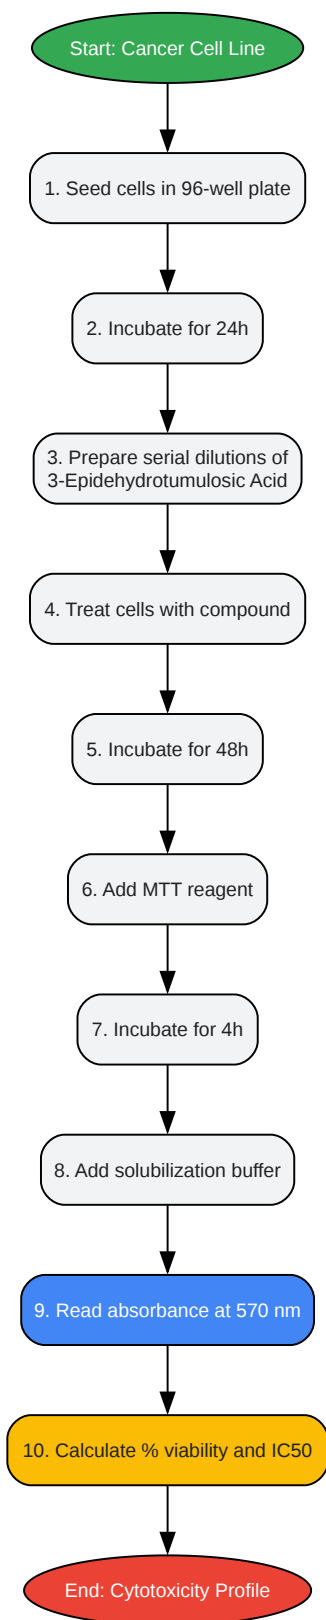 Start: Cancer Cell Line
1. Seed cells in 96-well plate
2. Incubate for 24h
3. Prepare serial dilutions of
3-Epidehydrotumulosic Acid
4. Treat cells with compound
5. Incubate for 48h
6. Add MTT reagent
7. Incubate for 4h
8. Add solubilization buffer
9. Read absorbance at 570 nm
10. Calculate % viability and IC50
End: Cytotoxicity Profile